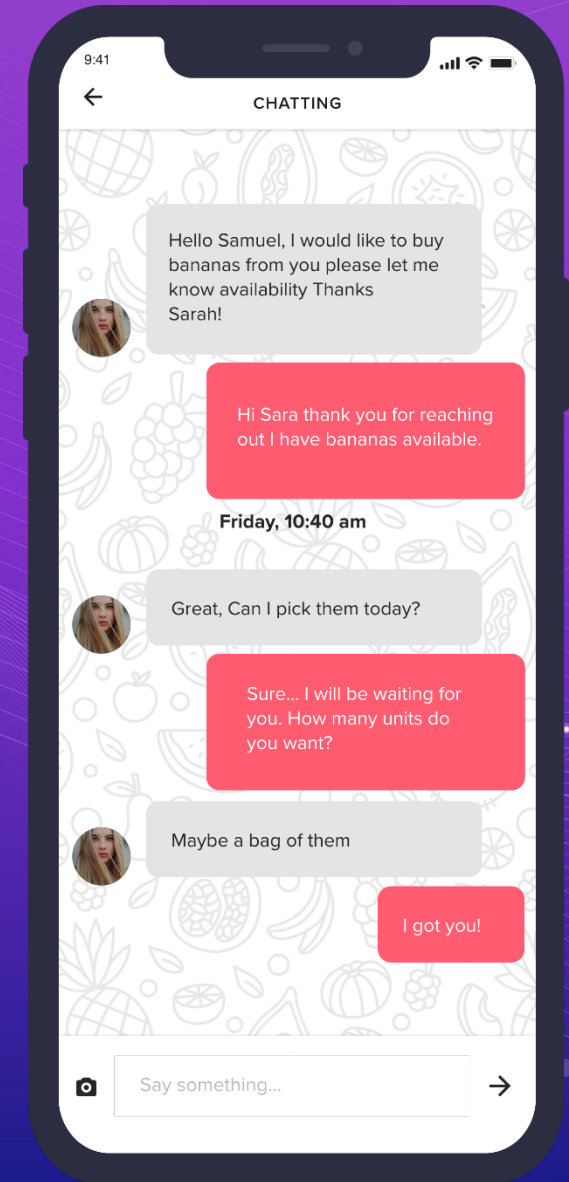 9:41
CHATTING
Hello Samuel, I would like to buy
bananas from you please let me
know availability Thanks
Sarah!
Hi Sara thank you for reaching
out I have bananas available.
Friday, 10:40 am
Great, Can I pick them today?
Sure... I will be waiting for
you. How many units do
you want?
Maybe a bag of them
I got you!
Say something...